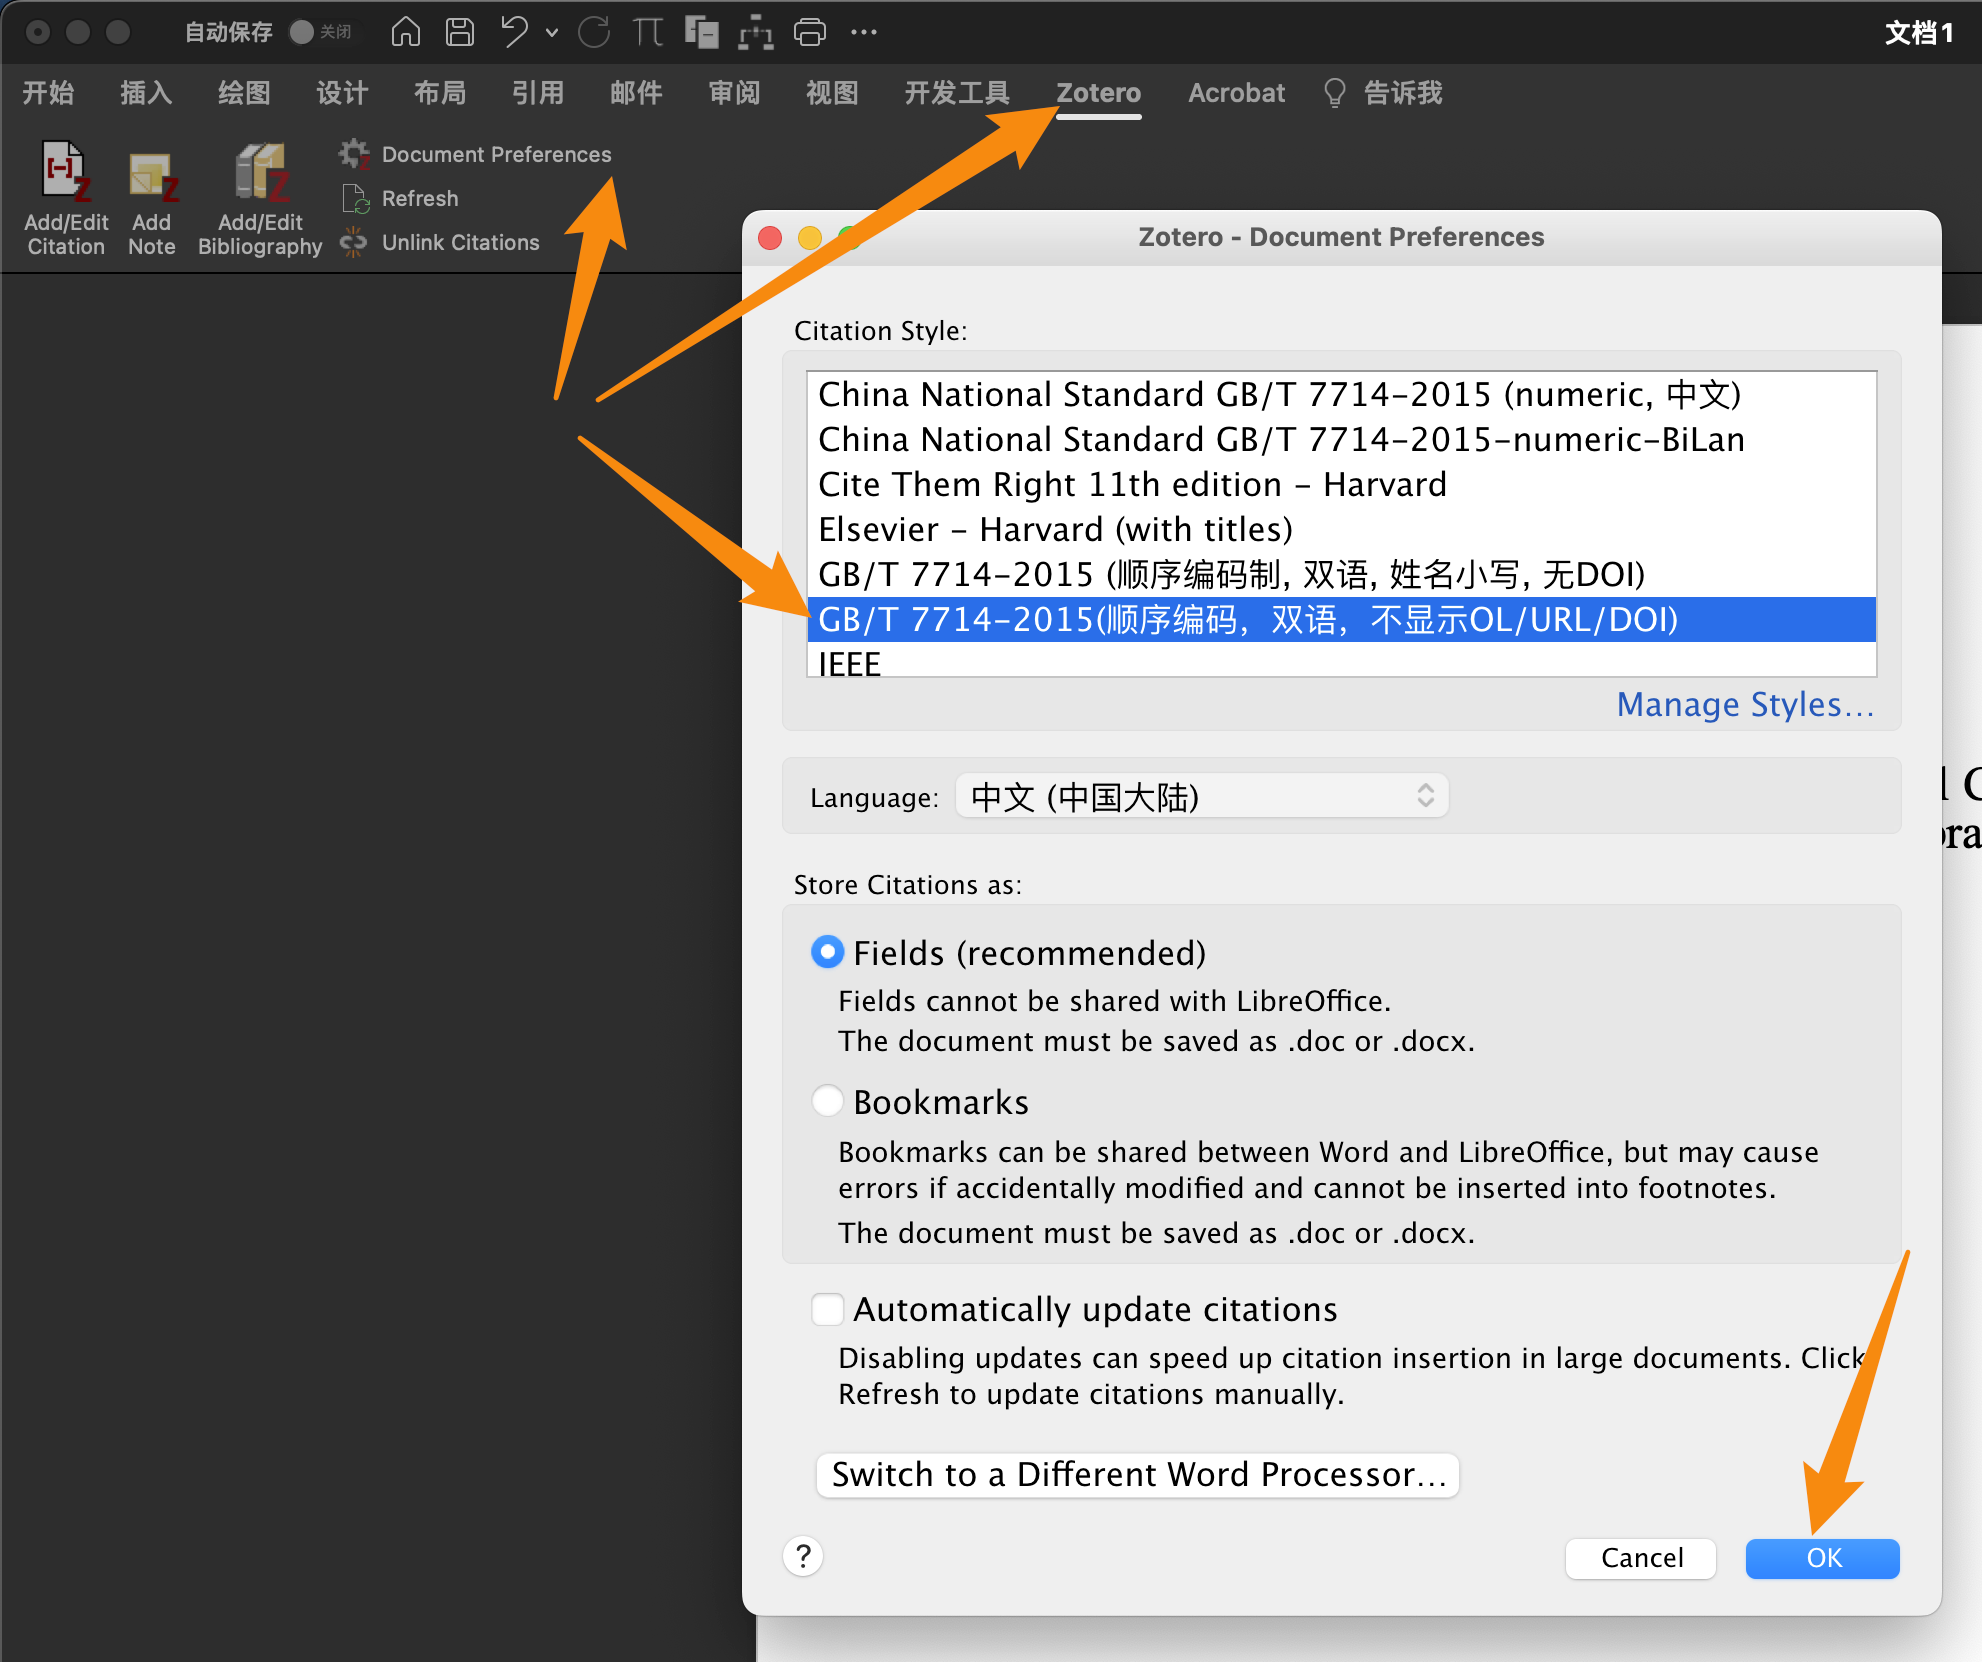 自动保存 关闭
文档1
开始 插入 绘图 设计 布局 引用 邮件 审阅 视图 开发工具 Zotero Acrobat 告诉我
Add/Edit
Citation
Add
Note
Add/Edit
Bibliography
Document Preferences
Refresh
Unlink Citations
Zotero - Document Preferences
Citation Style:
China National Standard GB/T 7714-2015 (numeric, 中文)
China National Standard GB/T 7714-2015-numeric-BiLan
Cite Them Right 11th edition - Harvard
Elsevier - Harvard (with titles)
GB/T 7714-2015 (顺序编码制, 双语, 姓名小写, 无DOI)
GB/T 7714-2015(顺序编码，双语，不显示OL/URL/DOI)
IEEE
Manage Styles...
Language: 中文 (中国大陆)
Store Citations as:
Fields (recommended)
Fields cannot be shared with LibreOffice.
The document must be saved as .doc or .docx.
Bookmarks
Bookmarks can be shared between Word and LibreOffice, but may cause
errors if accidentally modified and cannot be inserted into footnotes.
The document must be saved as .doc or .docx.
Automatically update citations
Disabling updates can speed up citation insertion in large documents. Click
Refresh to update citations manually.
Switch to a Different Word Processor...
?
Cancel
OK